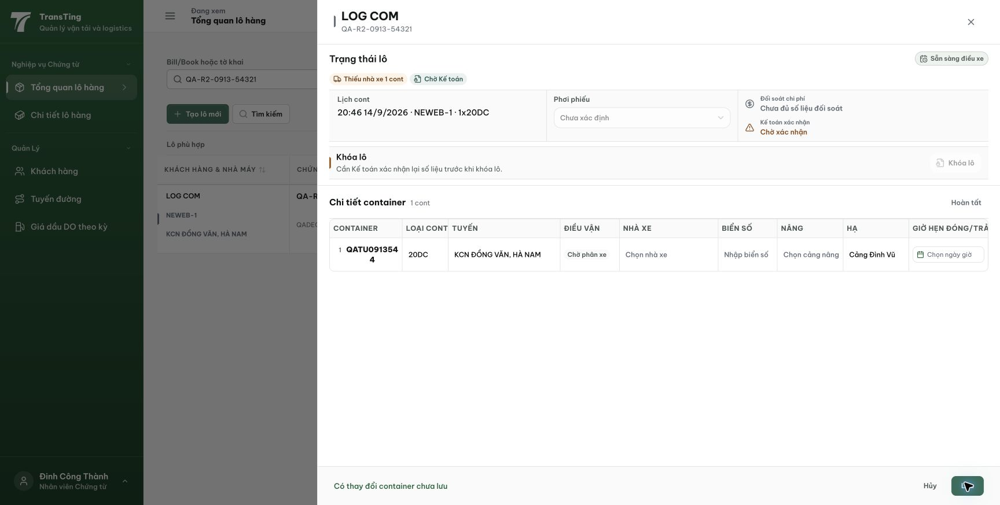 TransTing
Quản lý vận tải và logistics
Nghiệp vụ Chứng từ
Tổng quan lô hàng
Chi tiết lô hàng
Quản Lý
Khách hàng
Tuyến đường
Giá dầu DO theo kỳ
Đinh Công Thành
Nhân viên Chứng từ
Đang xem
Tổng quan lô hàng
Bill/Book hoặc tờ khai
QA-R2-0913-54321
Tạo lô mới
Tìm kiếm
Lô phù hợp
KHÁCH HÀNG & NHÀ MÁY
LOG COM
NEWEB-1
KCN ĐỒNG VĂN, HÀ NAM
LOG COM
QA-R2-0913-54321
Trạng thái lô
Sẵn sàng điều xe
Thiếu nhà xe 1 cont
Chờ Kế toán
Lịch cont
20:46 14/9/2026 · NEWEB-1 · 1x20DC
Phơi phiếu
Chưa xác định
Đối soát chi phí
Chưa đủ số liệu đối soát
Kế toán xác nhận
Chờ xác nhận
Khóa lô
Cần Kế toán xác nhận lại số liệu trước khi khóa lô.
Khóa lô
Chi tiết container 1 cont
Hoàn tất
CONTAINER LOẠI CONT TUYẾN ĐIỀU VẬN NHÀ XE BIỂN SỐ NÂNG HẠ GIỜ HẸN ĐÓNG/TRẢ
1 QATU091354
4
20DC
KCN ĐỒNG VĂN, HÀ NAM
Chờ phân xe
Chọn nhà xe
Nhập biển số
Chọn cảng nâng
Cảng Đình Vũ
Chọn ngày giờ
Có thay đổi container chưa lưu
Hủy